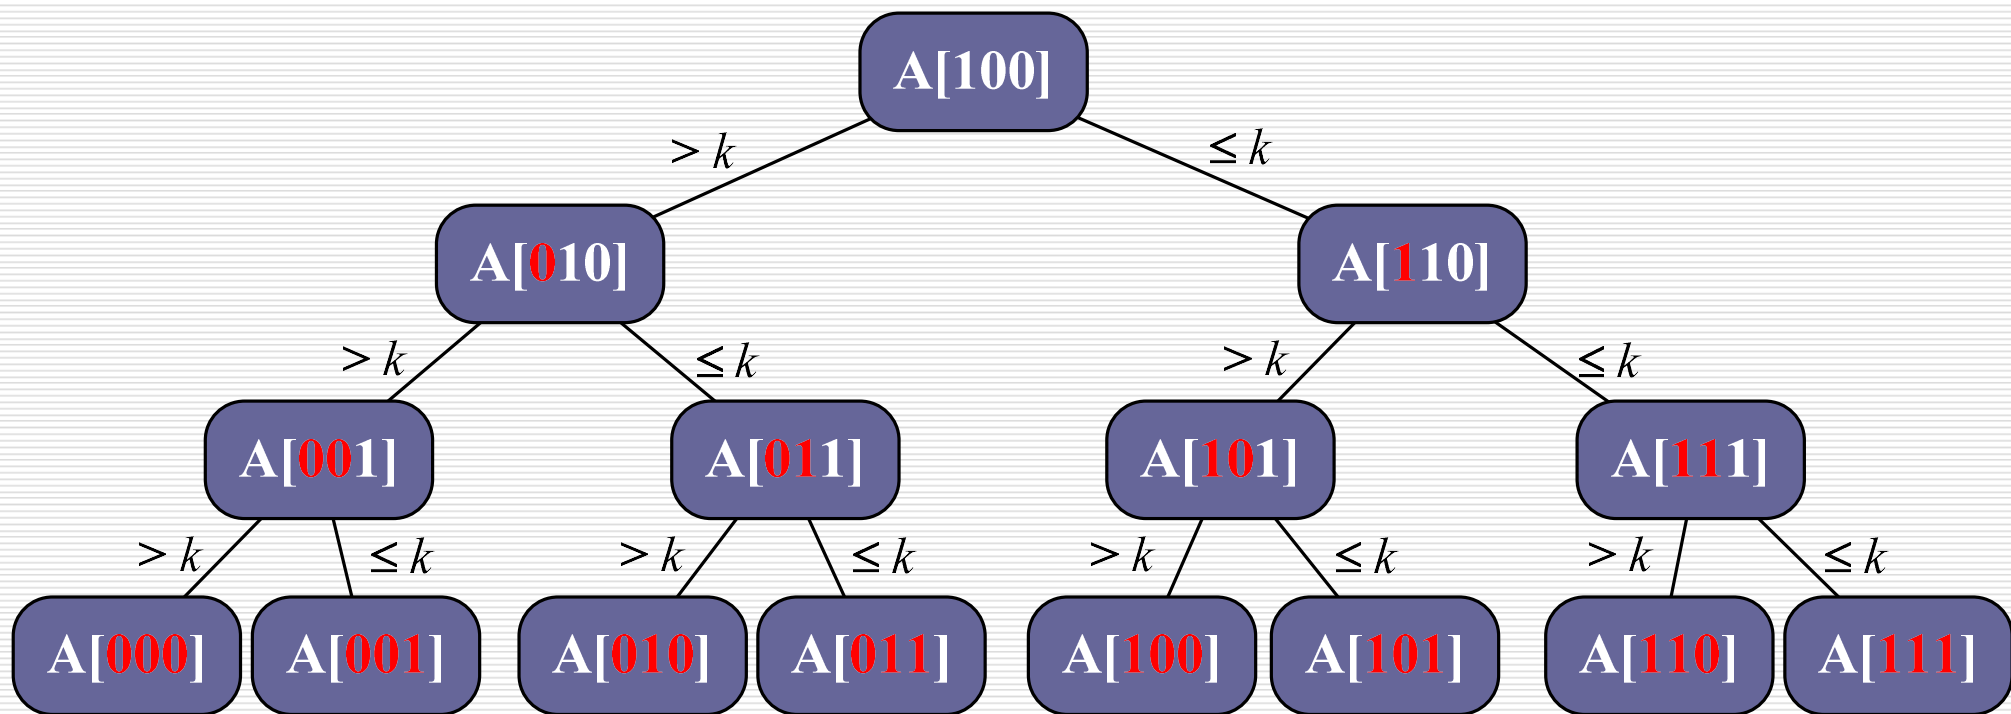 A[100]
> k ≤ k
A[010] A[110]
> k ≤ k > k ≤ k
A[001] A[011] A[101] A[111]
> k ≤ k > k ≤ k > k ≤ k > k ≤ k
A[000] A[001] A[010] A[011] A[100] A[101] A[110] A[111]